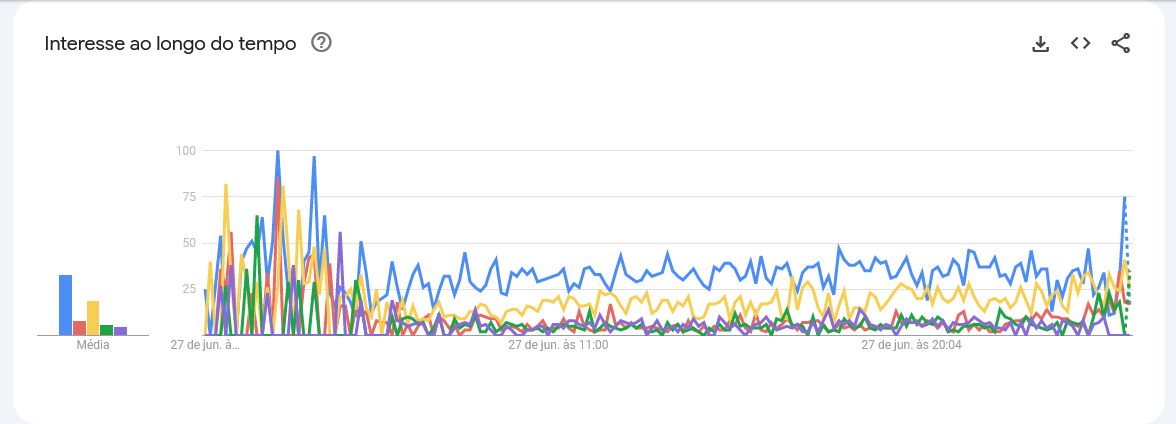 Interesse ao longo do tempo
100
75
50
25
Média
27 de jun. à...
27 de jun. às 11:00
27 de jun. às 20:04